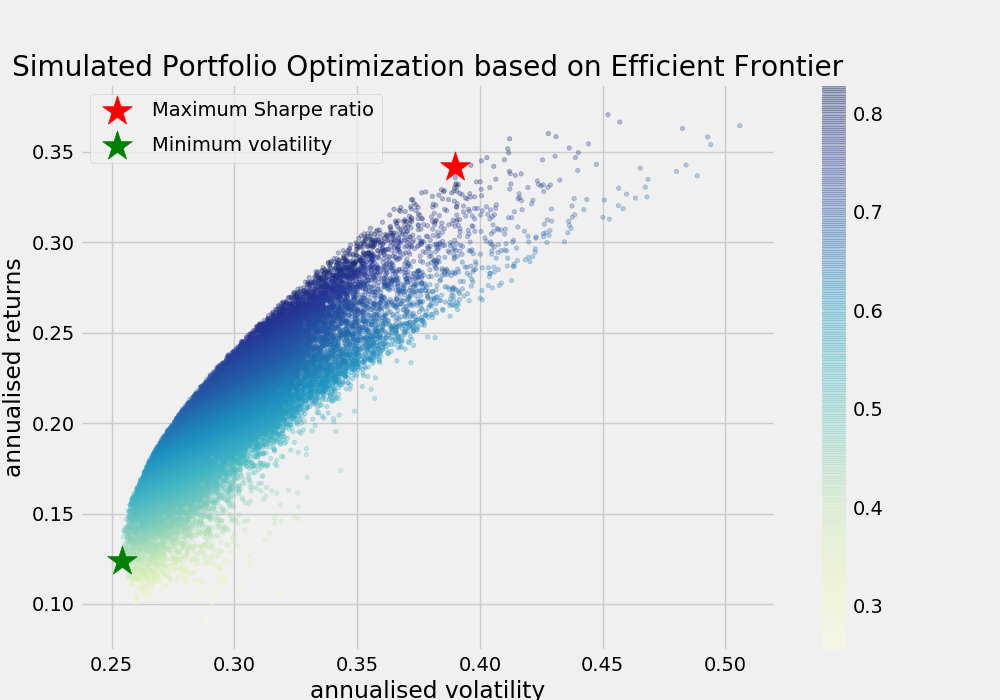 Simulated Portfolio Optimization based on Efficient Frontier
Maximum Sharpe ratio
Minimum volatility
annualised returns
0.35
0.30
0.25
0.20
0.15
0.10
0.25 0.30 0.35 0.40 0.45 0.50
annualised volatility
0.8
0.7
0.6
0.5
0.4
0.3